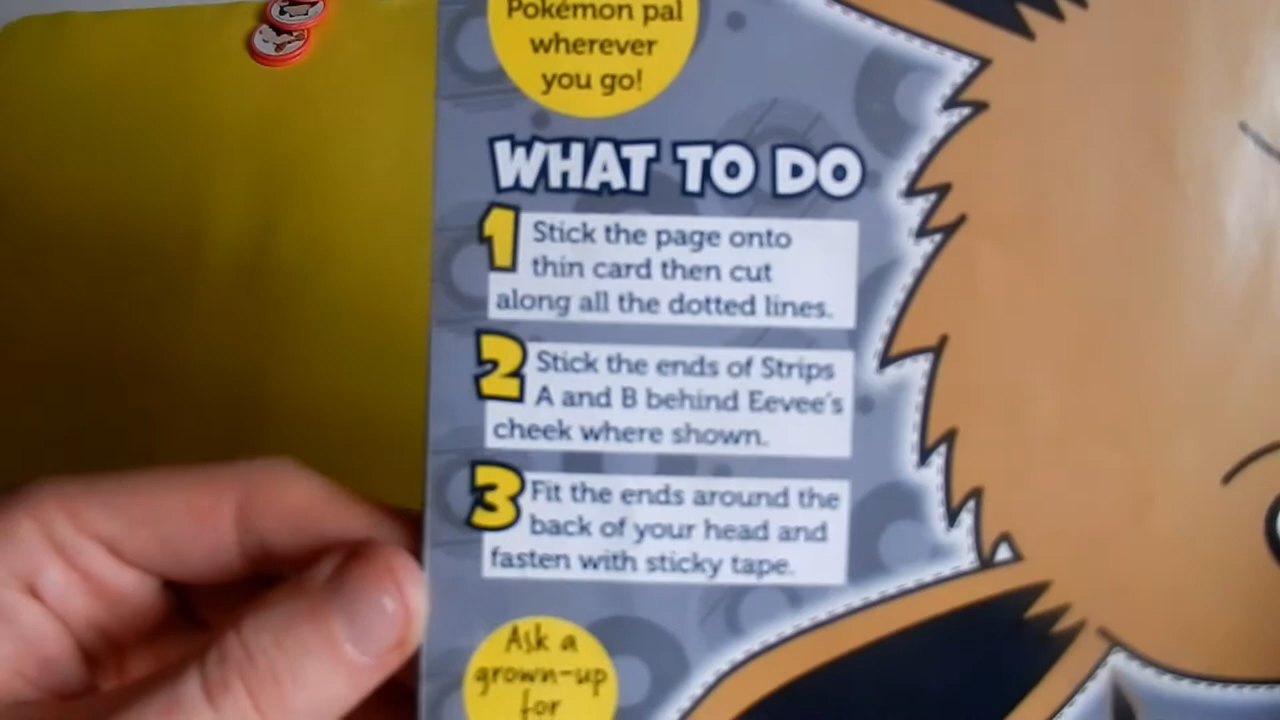 Pokémon pal
wherever
you go!
WHAT TO DO
1 Stick the page onto
thin card then cut
along all the dotted lines.
2 Stick the ends of Strips
A and B behind Eevee's
cheek where shown.
3 Fit the ends around the
back of your head and
fasten with sticky tape.
Ask a
grown-up
for